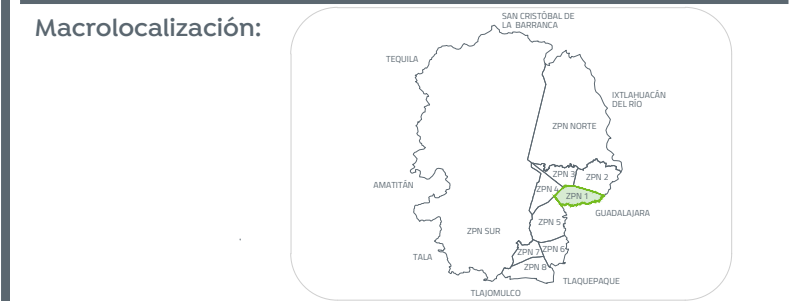 Macrolocalización:
SAN CRISTÓBAL DE
LA BARRANCA
TEQUILA
IXTLAHUACÁN
DEL RÍO
ZPN NORTE
ZPN 3
ZPN 2
AMATITÁN
ZPN 4
ZPN 1
GUADALAJARA
ZPN 5
ZPN SUR
ZPN 7
ZPN 6
TALA
ZPN 8
TLAQUEPAQUE
TLAJOMULCO